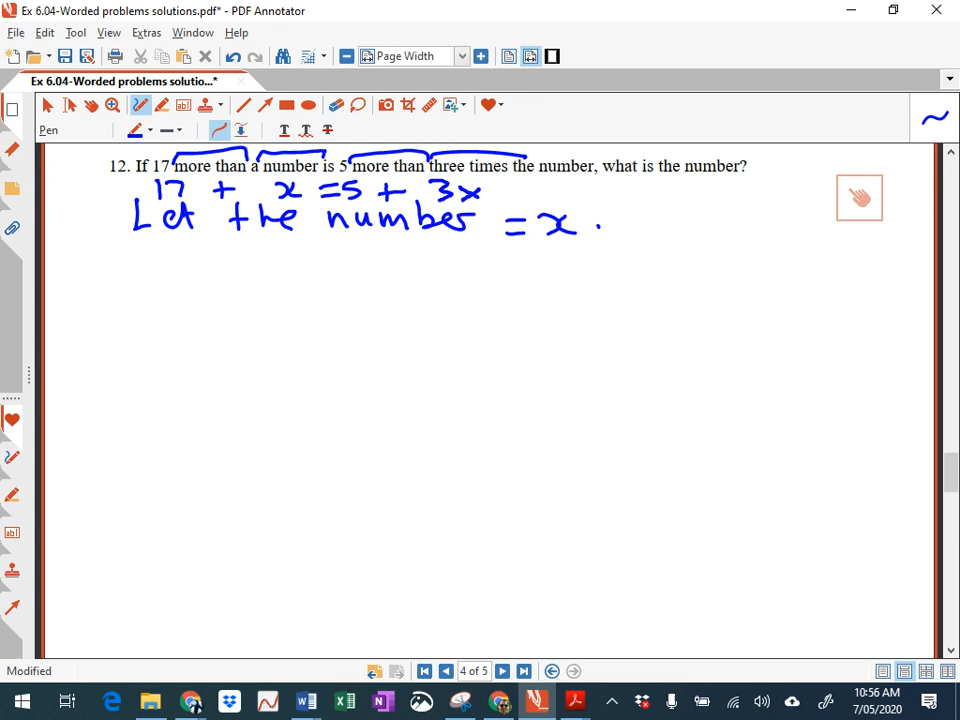 Ex 6.04-Worded problems solutions.pdf* - PDF Annotator
File Edit Tool View Extras Window Help
Page Width
Ex 6.04-Worded problems solutio...*
Pen
12. If 17 more than a number is 5 more than three times the number, what is the number?
17 + x = 5 + 3x
Let the number = x .
Modified
4 of 5
10:56 AM
7/05/2020